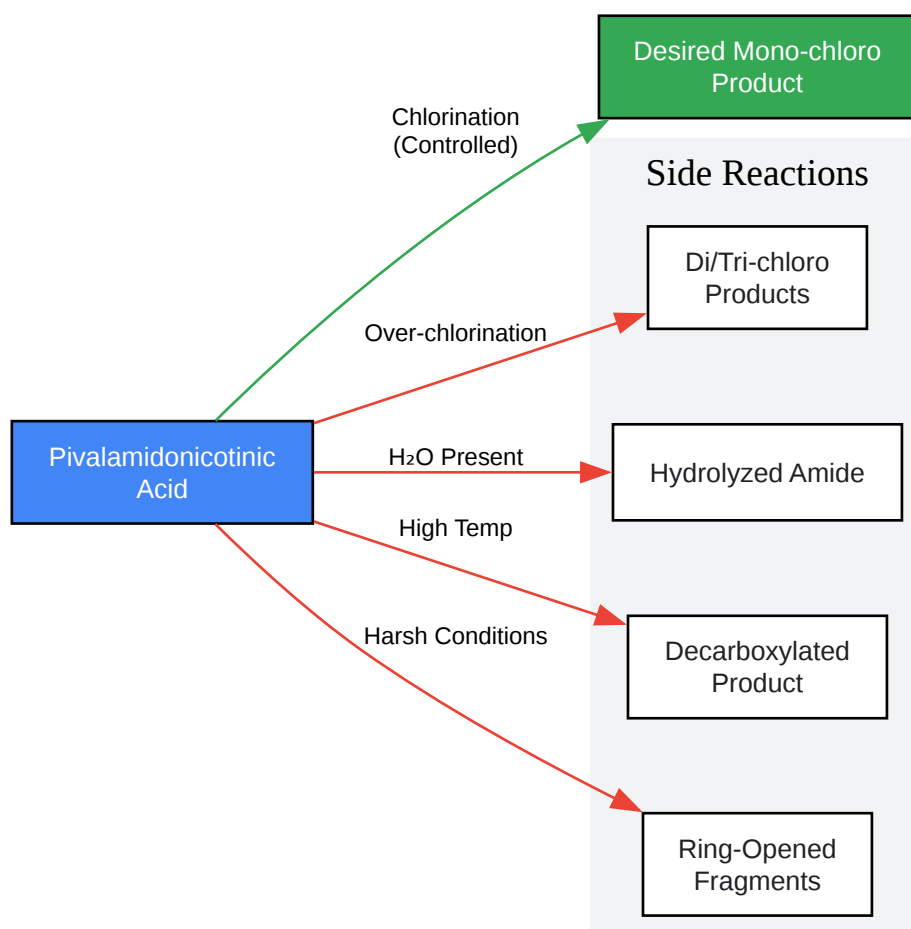 Desired Mono-chloro
Product
Chlorination
(Controlled)
Side Reactions
Di/Tri-chloro
Products
Over-chlorination
Pivalamidonicotinic
Acid
H₂O Present
Hydrolyzed Amide
High Temp
Harsh Conditions
Decarboxylated
Product
Ring-Opened
Fragments